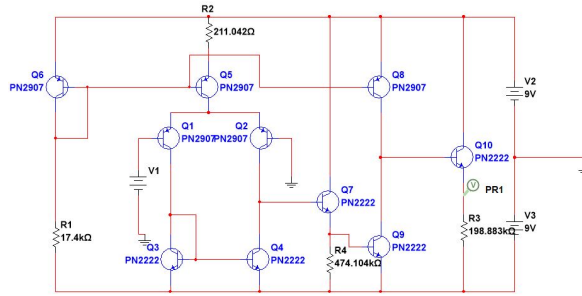 R2
211.042Ω
Q6
PN2907
Q5
PN2907
Q8
PN2907
V2
9V
Q1
PN2907
Q2
PN2907
Q10
PN2222
V1
V
PR1
Q7
PN2222
R1
17.4kΩ
R3
198.883kΩ
V3
9V
Q3
PN2222
Q4
PN2222
R4
474.104kΩ
Q9
PN2222